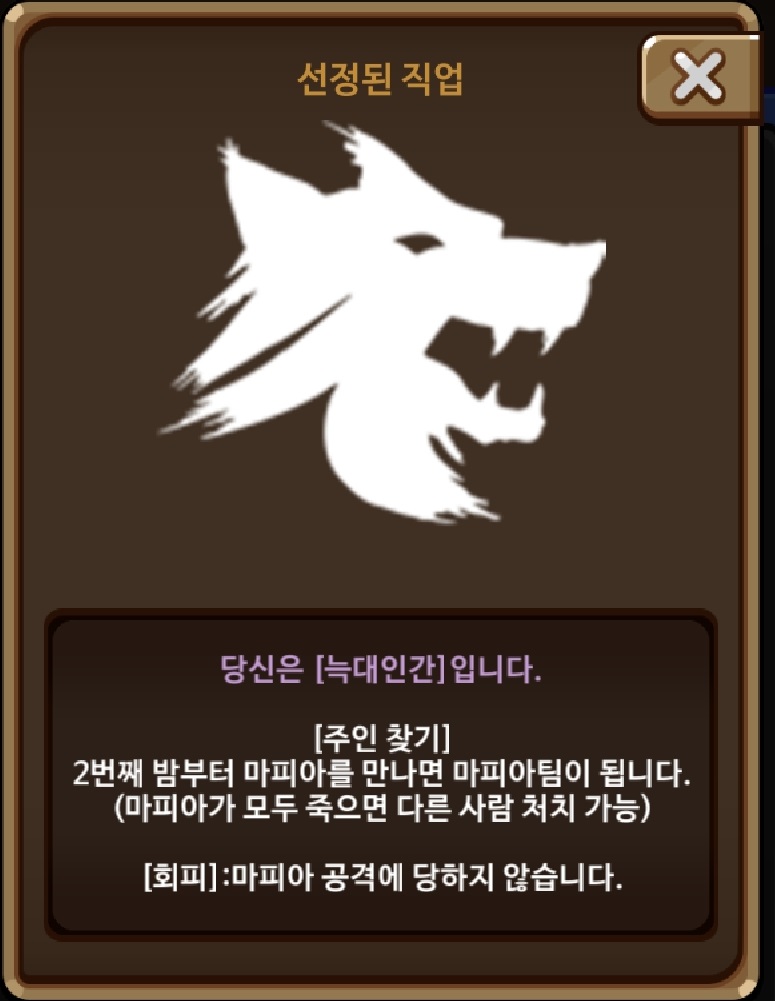 선정된 직업
당신은 [늑대인간]입니다.
[주인 찾기]
2번째 밤부터 마피아를 만나면 마피아팀이 됩니다.
(마피아가 모두 죽으면 다른 사람 처치 가능)
[회피]:마피아 공격에 당하지 않습니다.